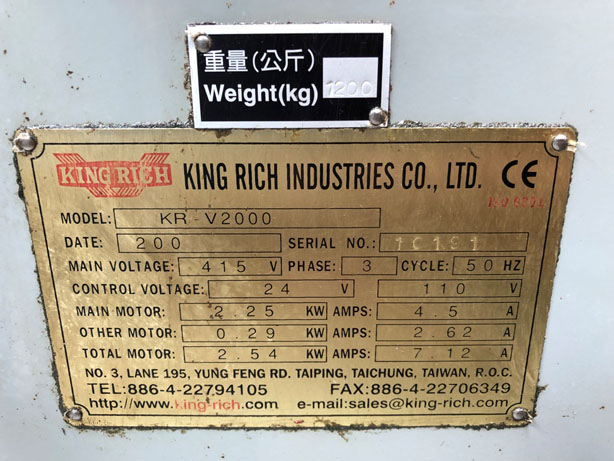 重量(公斤)
Weight(kg) 1200
KING RICH KING RICH INDUSTRIES CO., LTD. CE
MODEL: KR-V2000
DATE: 200 SERIAL NO.:
MAIN VOLTAGE: 415 V PHASE: 3 CYCLE: 50 HZ
CONTROL VOLTAGE: 24 110 V
MAIN MOTOR: 2.25 KW AMPS: 4.5 A
OTHER MOTOR: 0.29 KW AMPS: 2.62 A
TOTAL MOTOR: 2.54 KW AMPS: 7.12 A
NO. 3, LANE 195, YUNG FENG RD. TAIPING, TAICHUNG, TAIWAN, R.O.C.
TEL:886-4-22794105 FAX:886-4-22706349
http://www.king-rich.com e-mail:sales@king-rich.com